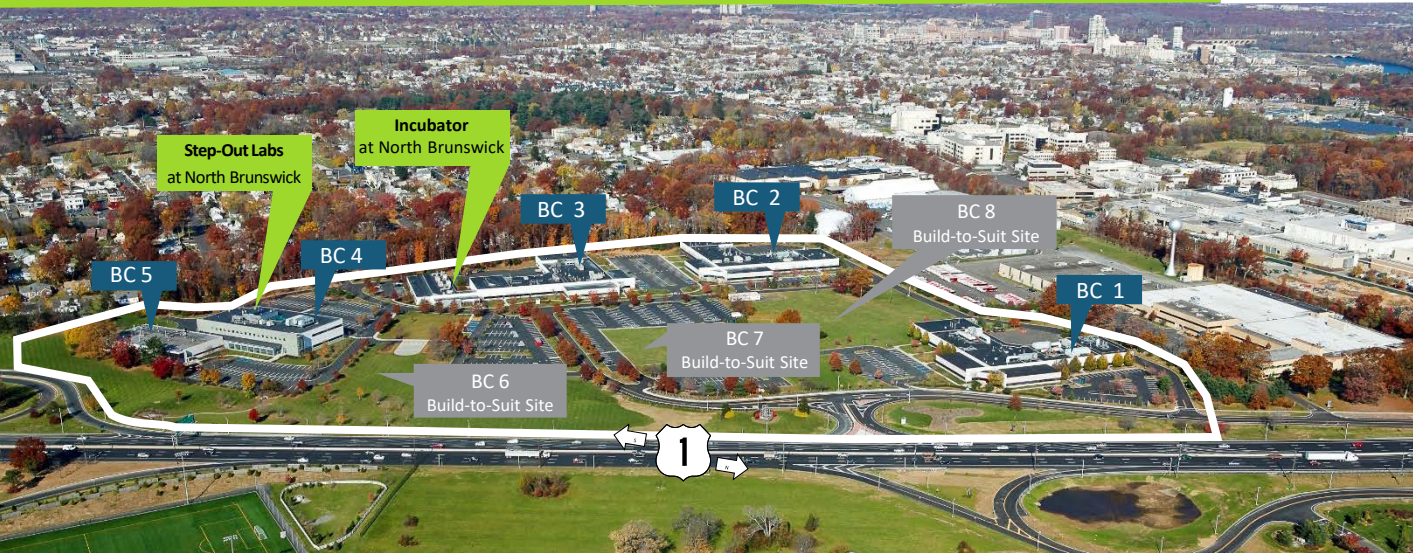 Step-Out Labs
at North Brunswick
Incubator
at North Brunswick
BC 5
BC 4
BC 3
BC 2
BC 8
Build-to-Suit Site
BC 1
BC 7
Build-to-Suit Site
BC 6
Build-to-Suit Site
S
1
N